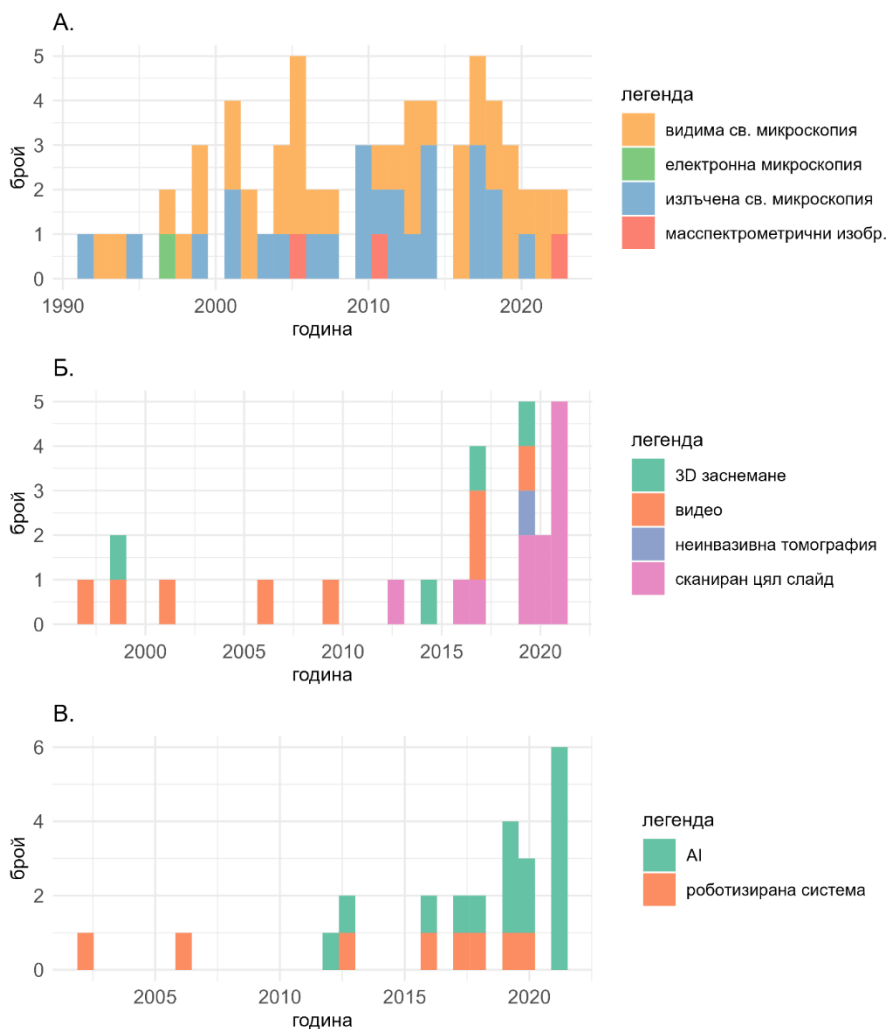 А.
5
4
3
2
1
0
брой
1990 2000 2010 2020
година
легенда
видима св. микроскопия
електронна микроскопия
излъчена св. микроскопия
масспектрометрични изобр.
Б.
5
4
3
2
1
0
брой
2000 2005 2010 2015 2020
година
легенда
3D заснемане
видео
неинвазивна томография
сканиран цял слайд
В.
6
4
2
0
брой
2005 2010 2015 2020
година
легенда
AI
роботизирана система